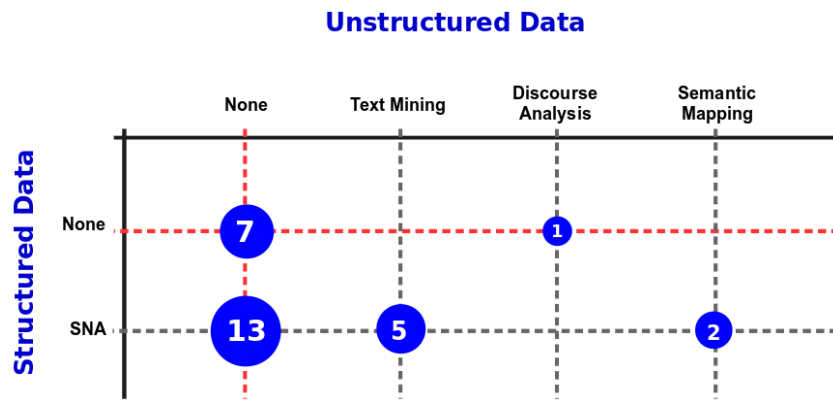 Unstructured Data
None
Text Mining
Discourse
Analysis
Semantic
Mapping
Structured Data
None
7
1
SNA
13
5
2